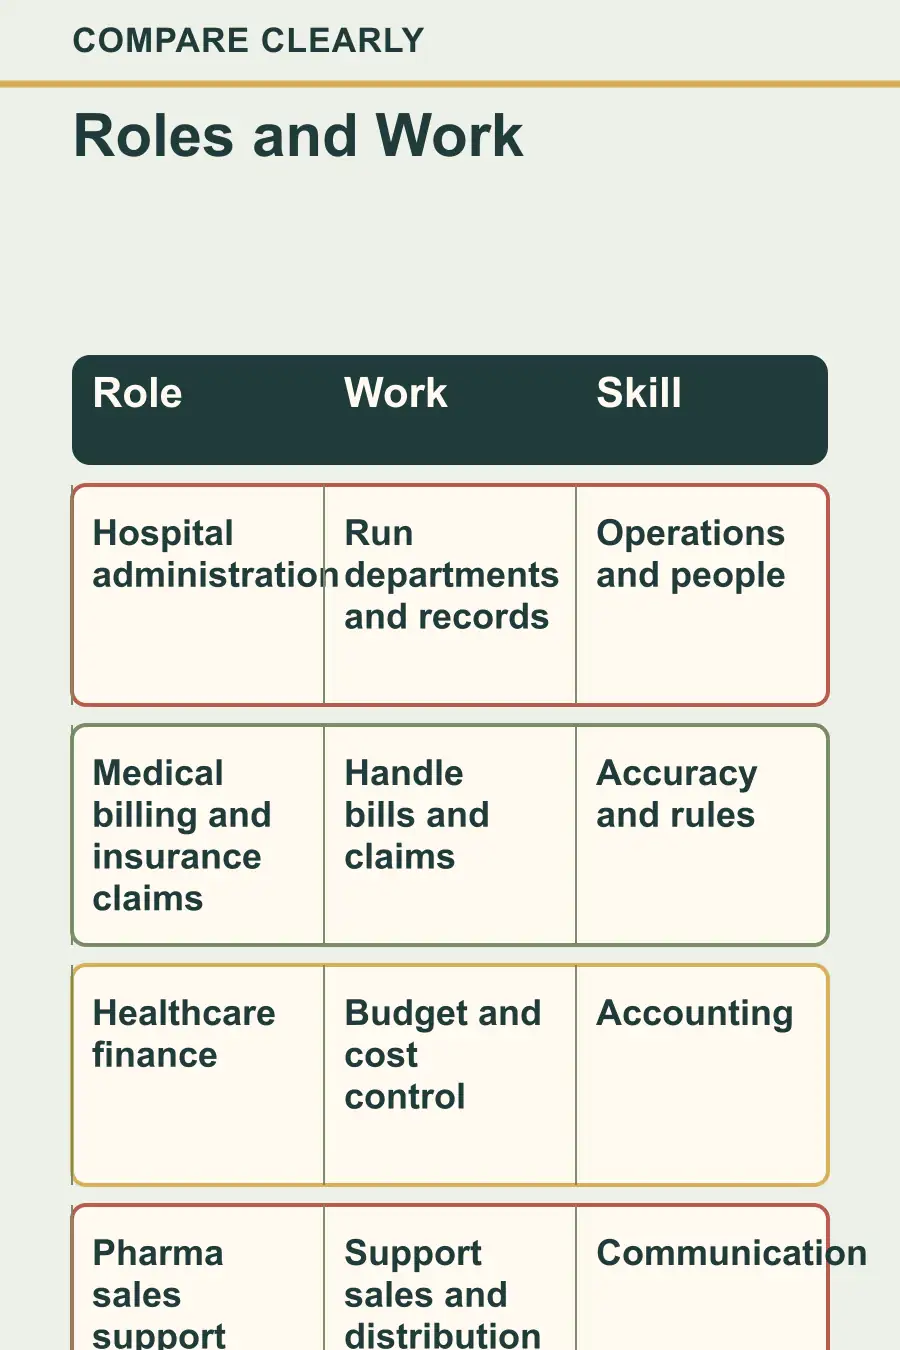 COMPARE CLEARLY
Roles and Work
Role Work Skill
Hospital
administration
Run
departments
and records
Operations
and people
Medical
billing and
insurance
claims
Handle
bills and
claims
Accuracy
and rules
Healthcare
finance
Budget and
cost
control
Accounting
Pharma
sales
support
Support
sales and
distribution
Communication